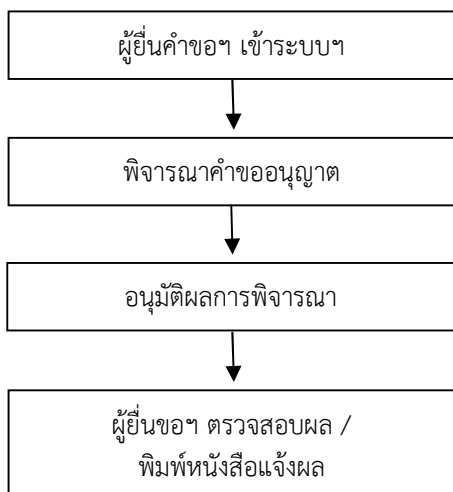 ผู้ยื่นคำขอฯ เข้าระบบฯ
พิจารณาคำขออนุญาต
อนุมัติผลการพิจารณา
ผู้ยื่นขอฯ ตรวจสอบผล /
พิมพ์หนังสือแจ้งผล